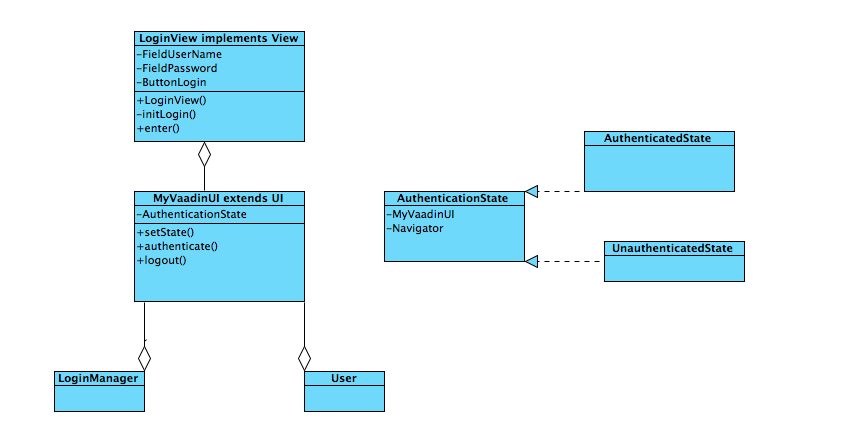 LoginView implements View
-FieldUserName
-FieldPassword
-ButtonLogin
+LoginView()
-initLogin()
+enter()
MyVaadinUI extends UI
-AuthenticationState
+setState()
+authenticate()
+logout()
LoginManager
User
AuthenticationState
-MyVaadinUI
-Navigator
AuthenticatedState
UnauthenticatedState